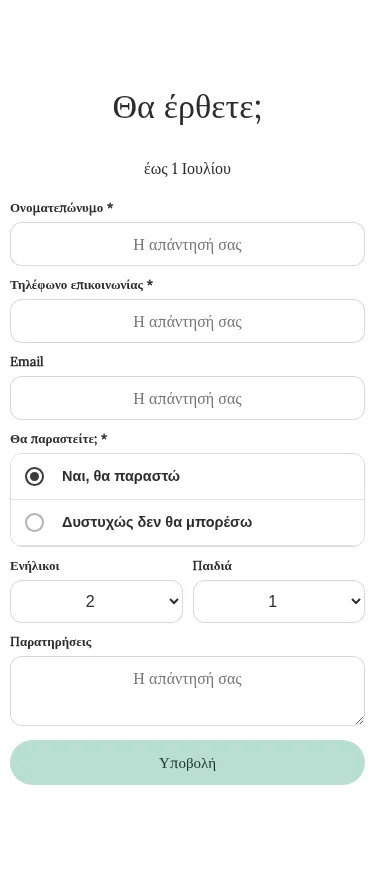 Θα έρθετε;
έως 1 Ιουλίου
Ονοματεπώνυμο *
Η απάντησή σας
Τηλέφωνο επικοινωνίας *
Η απάντησή σας
Email
Η απάντησή σας
Θα παραστείτε; *
Ναι, θα παραστώ
Δυστυχώς δεν θα μπορέσω
Ενήλικοι Παιδιά
2 1
Παρατηρήσεις
Η απάντησή σας
Υποβολή